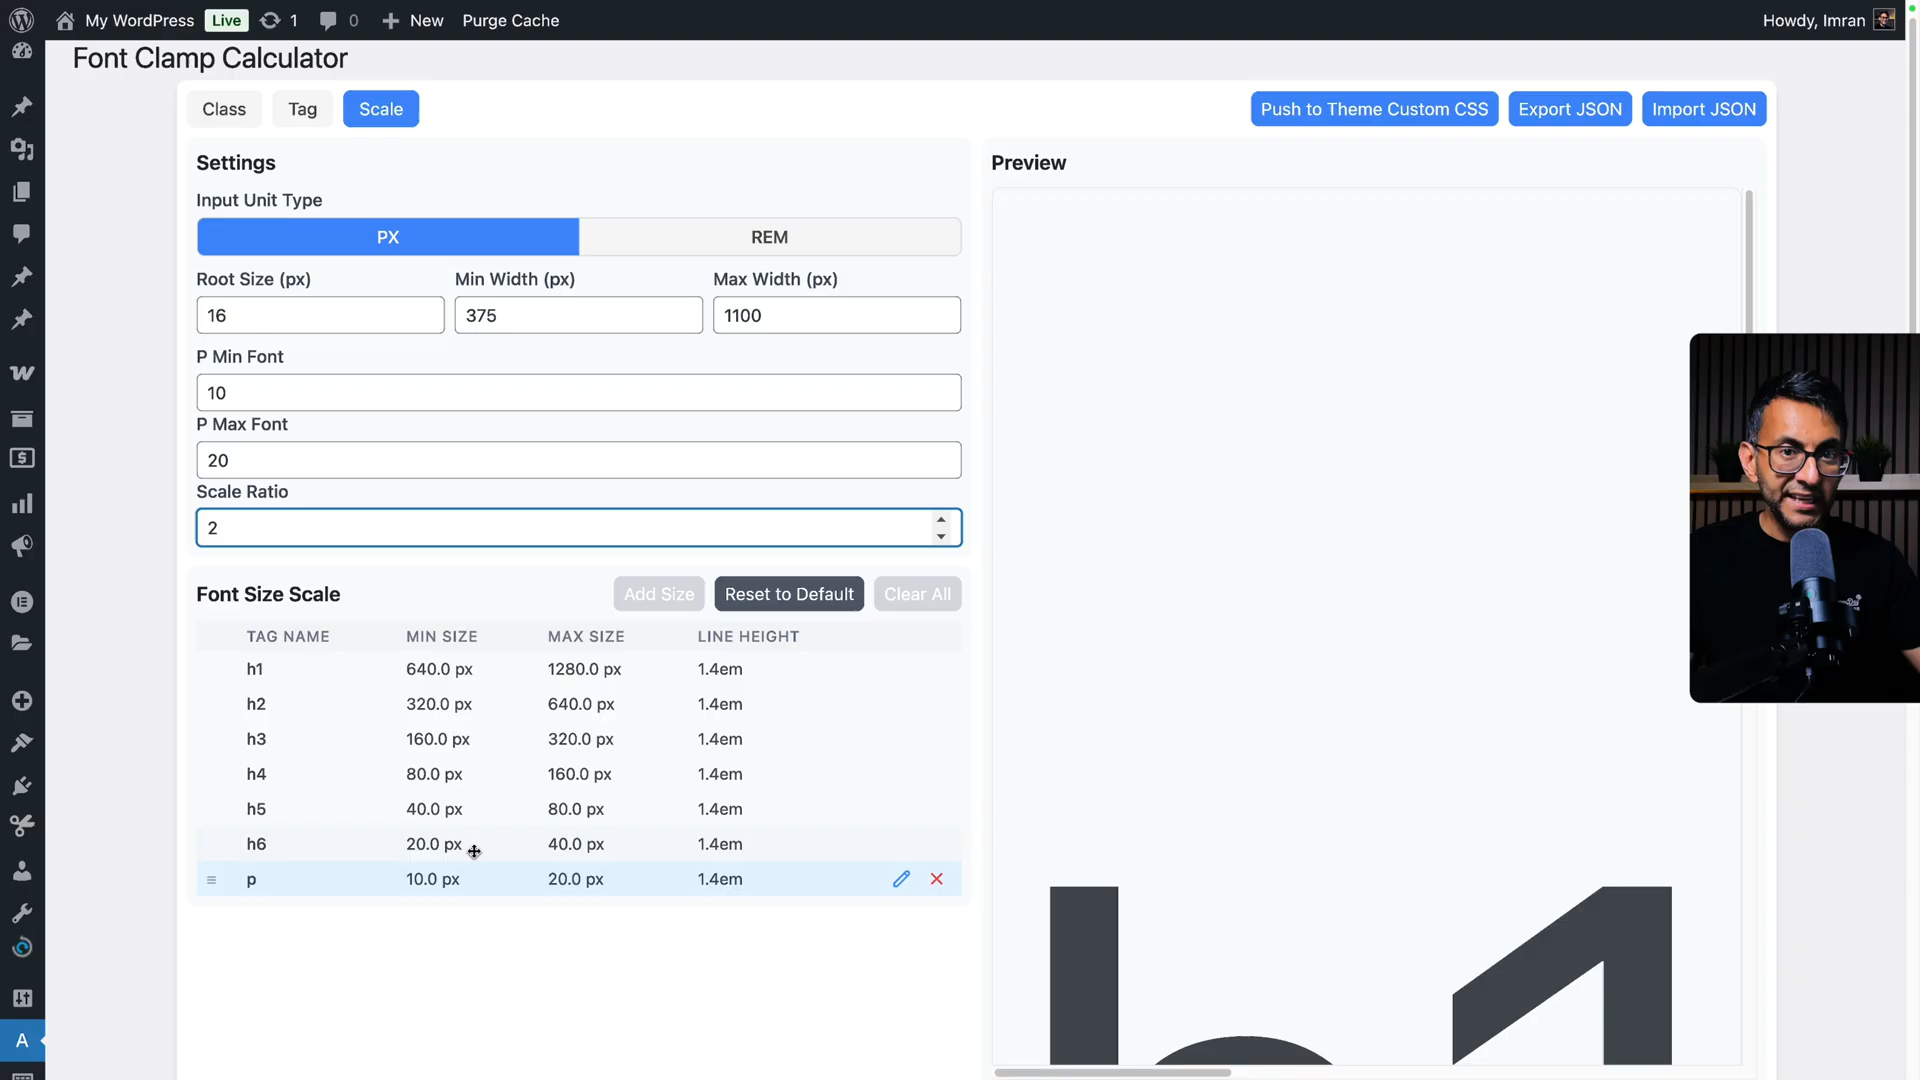 My WordPress Live 1 0 New Purge Cache Howdy, Imran
Font Clamp Calculator
Class Tag Scale Push to Theme Custom CSS Export JSON Import JSON
Settings Preview
Input Unit Type
PX REM
Root Size (px) Min Width (px) Max Width (px)
16 375 1100
P Min Font
10
P Max Font
20
Scale Ratio
2
Font Size Scale Add Size Reset to Default Clear All
TAG NAME MIN SIZE MAX SIZE LINE HEIGHT
h1 640.0 px 1280.0 px 1.4em
h2 320.0 px 640.0 px 1.4em
h3 160.0 px 320.0 px 1.4em
h4 80.0 px 160.0 px 1.4em
h5 40.0 px 80.0 px 1.4em
h6 20.0 px 40.0 px 1.4em
p 10.0 px 20.0 px 1.4em
h1
A